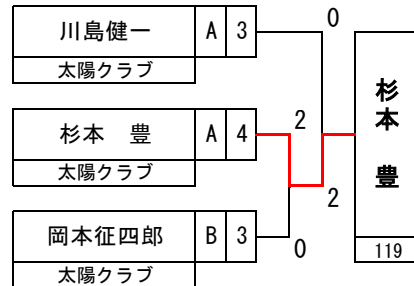 川島健一 A 3
太陽クラブ
杉本 豊 A 4
太陽クラブ
岡本征四郎 B 3
太陽クラブ
0
2
2
0
杉本 豊
119